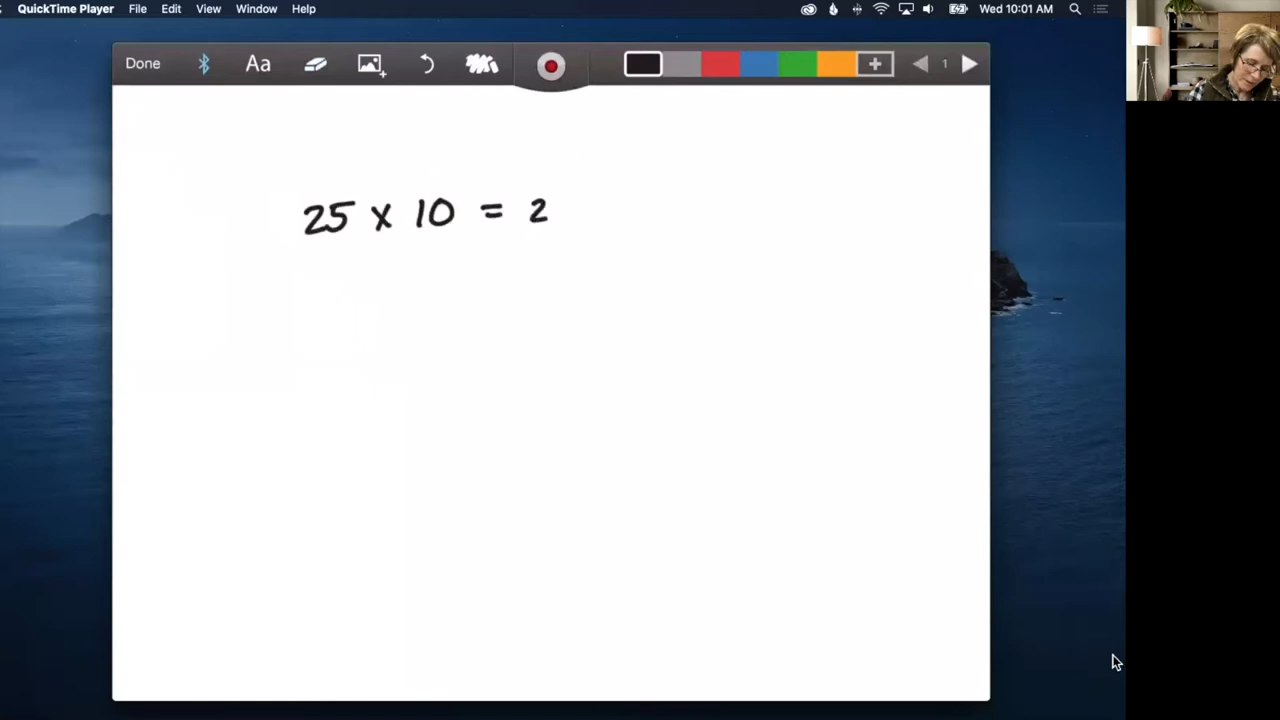 QuickTime Player File Edit View Window Help Wed 10:01 AM
Done Aa 1
25 x 10 = 2